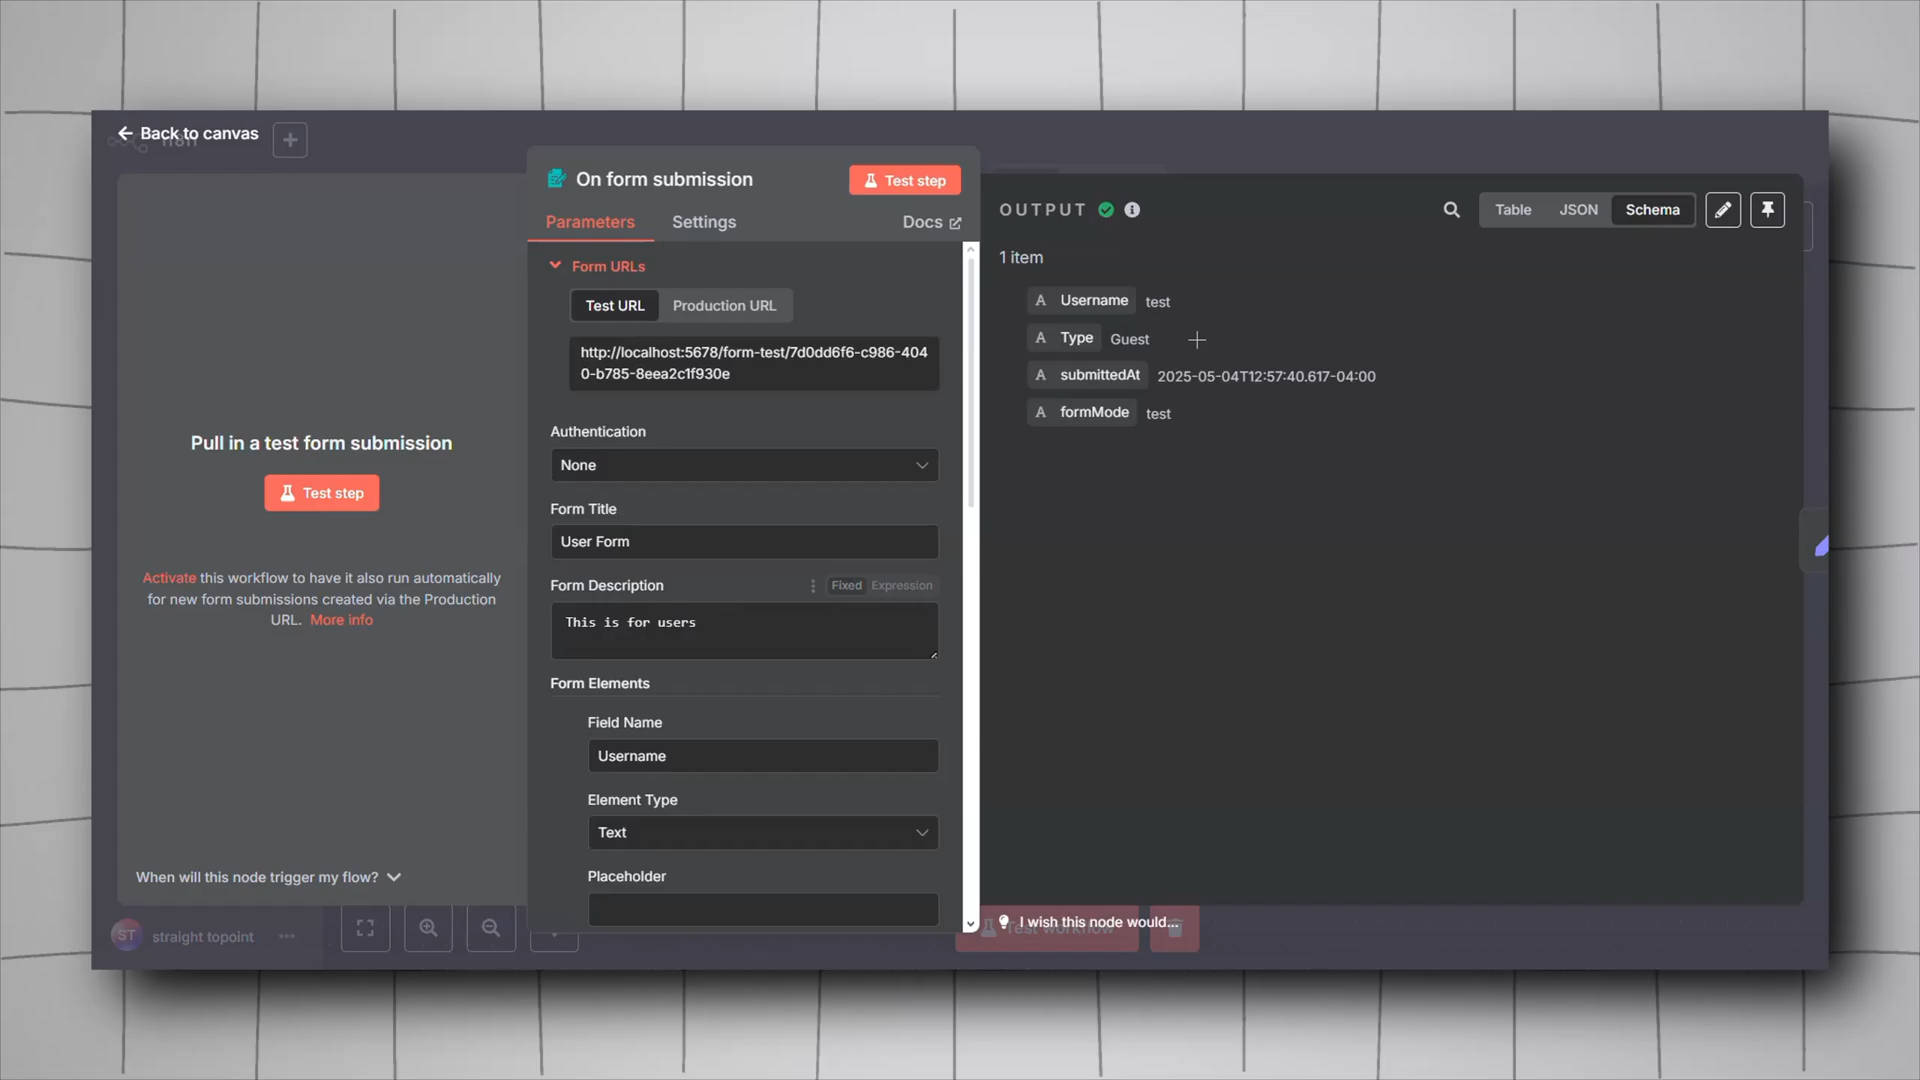 Back to canvas
n8n
On form submission
Test step
Parameters
Settings
Docs
Form URLs
Test URL
Production URL
http://localhost:5678/form-test/7d0dd6f6-c986-404
0-b785-8eea2c1f930e
Authentication
None
Form Title
User Form
Form Description
Fixed
Expression
This is for users
Form Elements
Field Name
Username
Element Type
Text
Placeholder
Pull in a test form submission
Test step
Activate this workflow to have it also run automatically
for new form submissions created via the Production
URL. More info
When will this node trigger my flow?
ST
straight topoint
OUTPUT
Table
JSON
Schema
1 item
A Username test
A Type Guest
A submittedAt 2025-05-04T12:57:40.617-04:00
A formMode test
I wish this node would...
Test workflow